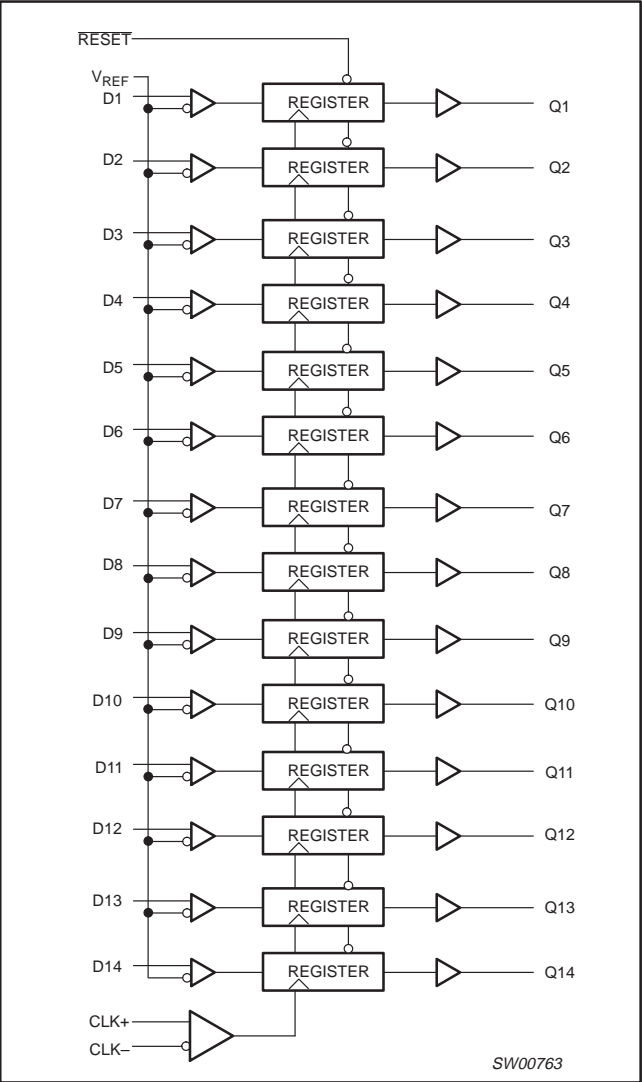 RESET
VREF
D1 REGISTER Q1
D2 REGISTER Q2
D3 REGISTER Q3
D4 REGISTER Q4
D5 REGISTER Q5
D6 REGISTER Q6
D7 REGISTER Q7
D8 REGISTER Q8
D9 REGISTER Q9
D10 REGISTER Q10
D11 REGISTER Q11
D12 REGISTER Q12
D13 REGISTER Q13
D14 REGISTER Q14
CLK+
CLK–
SW00763